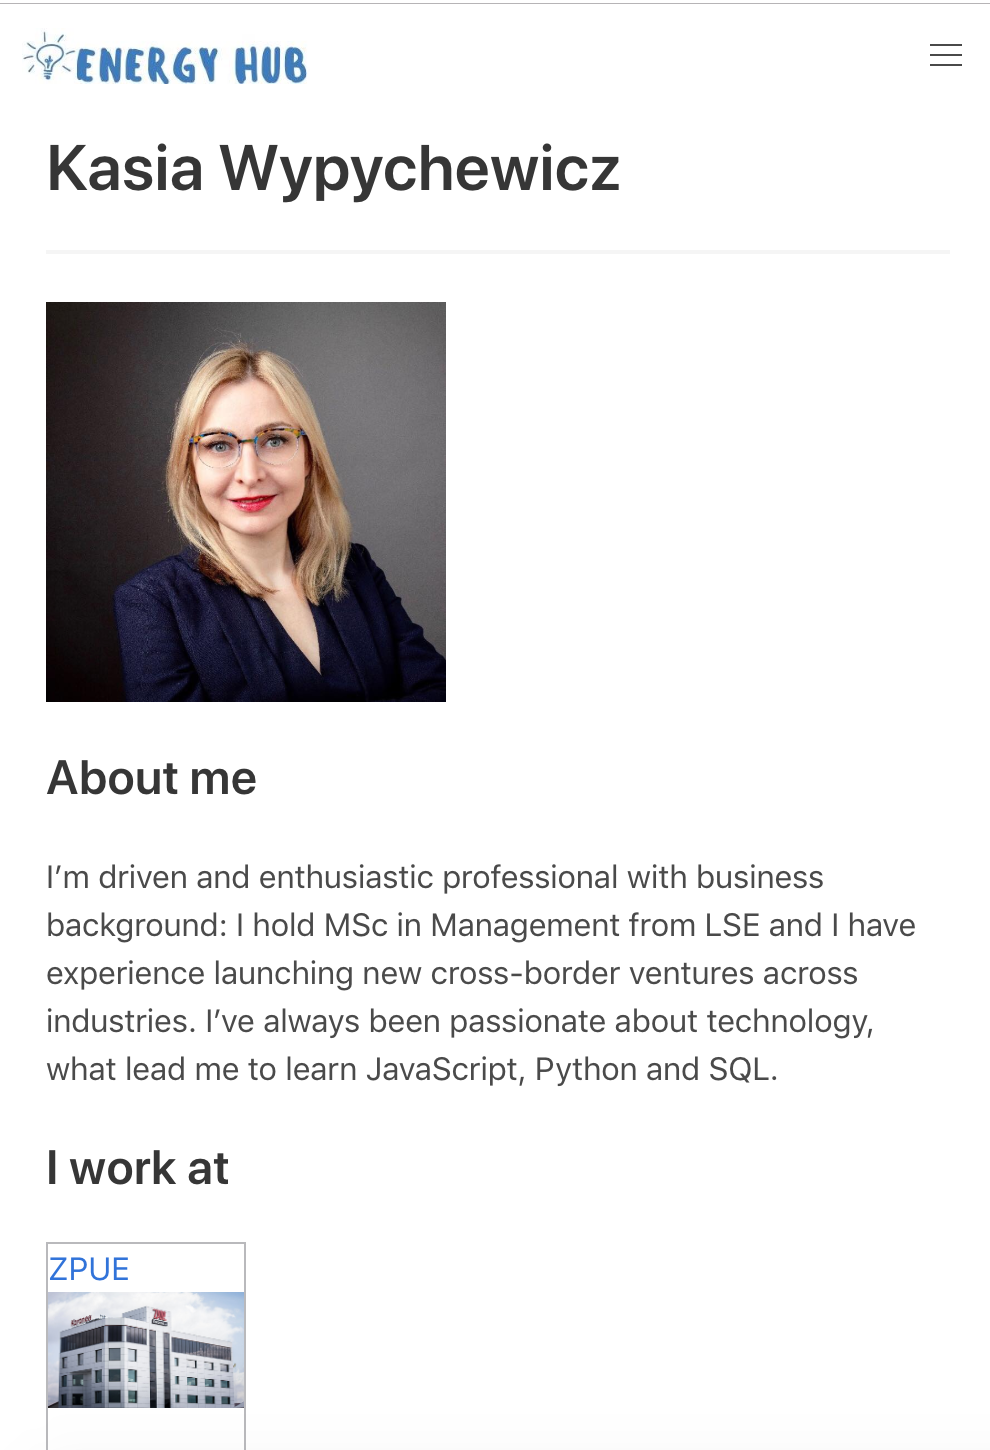 ENERGY HUB
Kasia Wypychewicz
About me
I’m driven and enthusiastic professional with business
background: I hold MSc in Management from LSE and I have
experience launching new cross-border ventures across
industries. I’ve always been passionate about technology,
what lead me to learn JavaScript, Python and SQL.
I work at
ZPUE